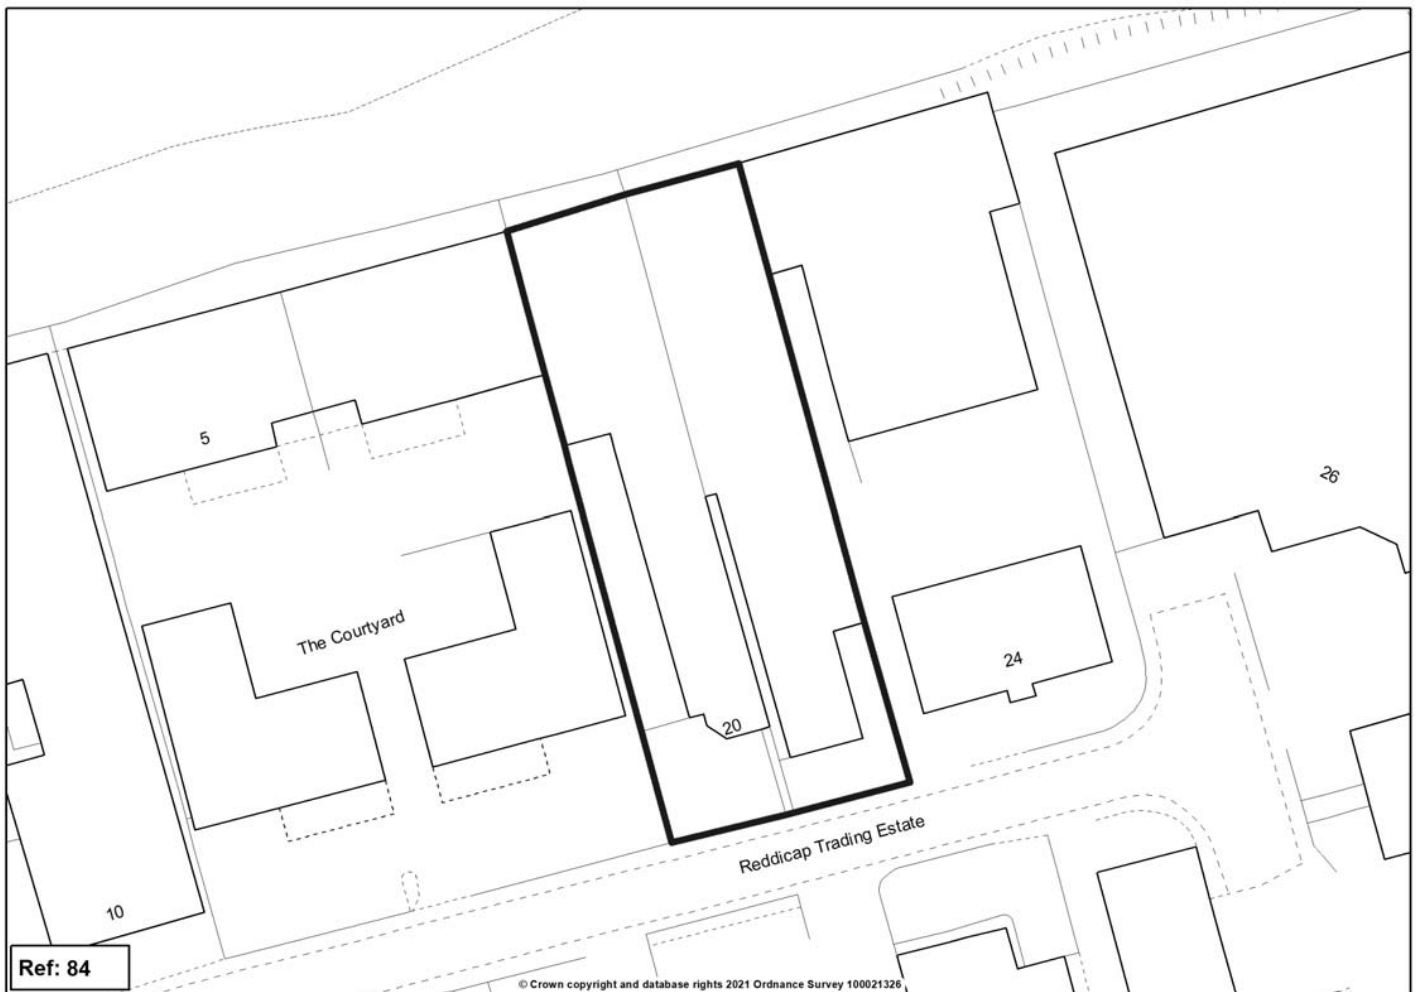 5
26
The Courtyard
24
20
Reddicap Trading Estate
10
Ref: 84
© Crown copyright and database rights 2021 Ordnance Survey 100021326